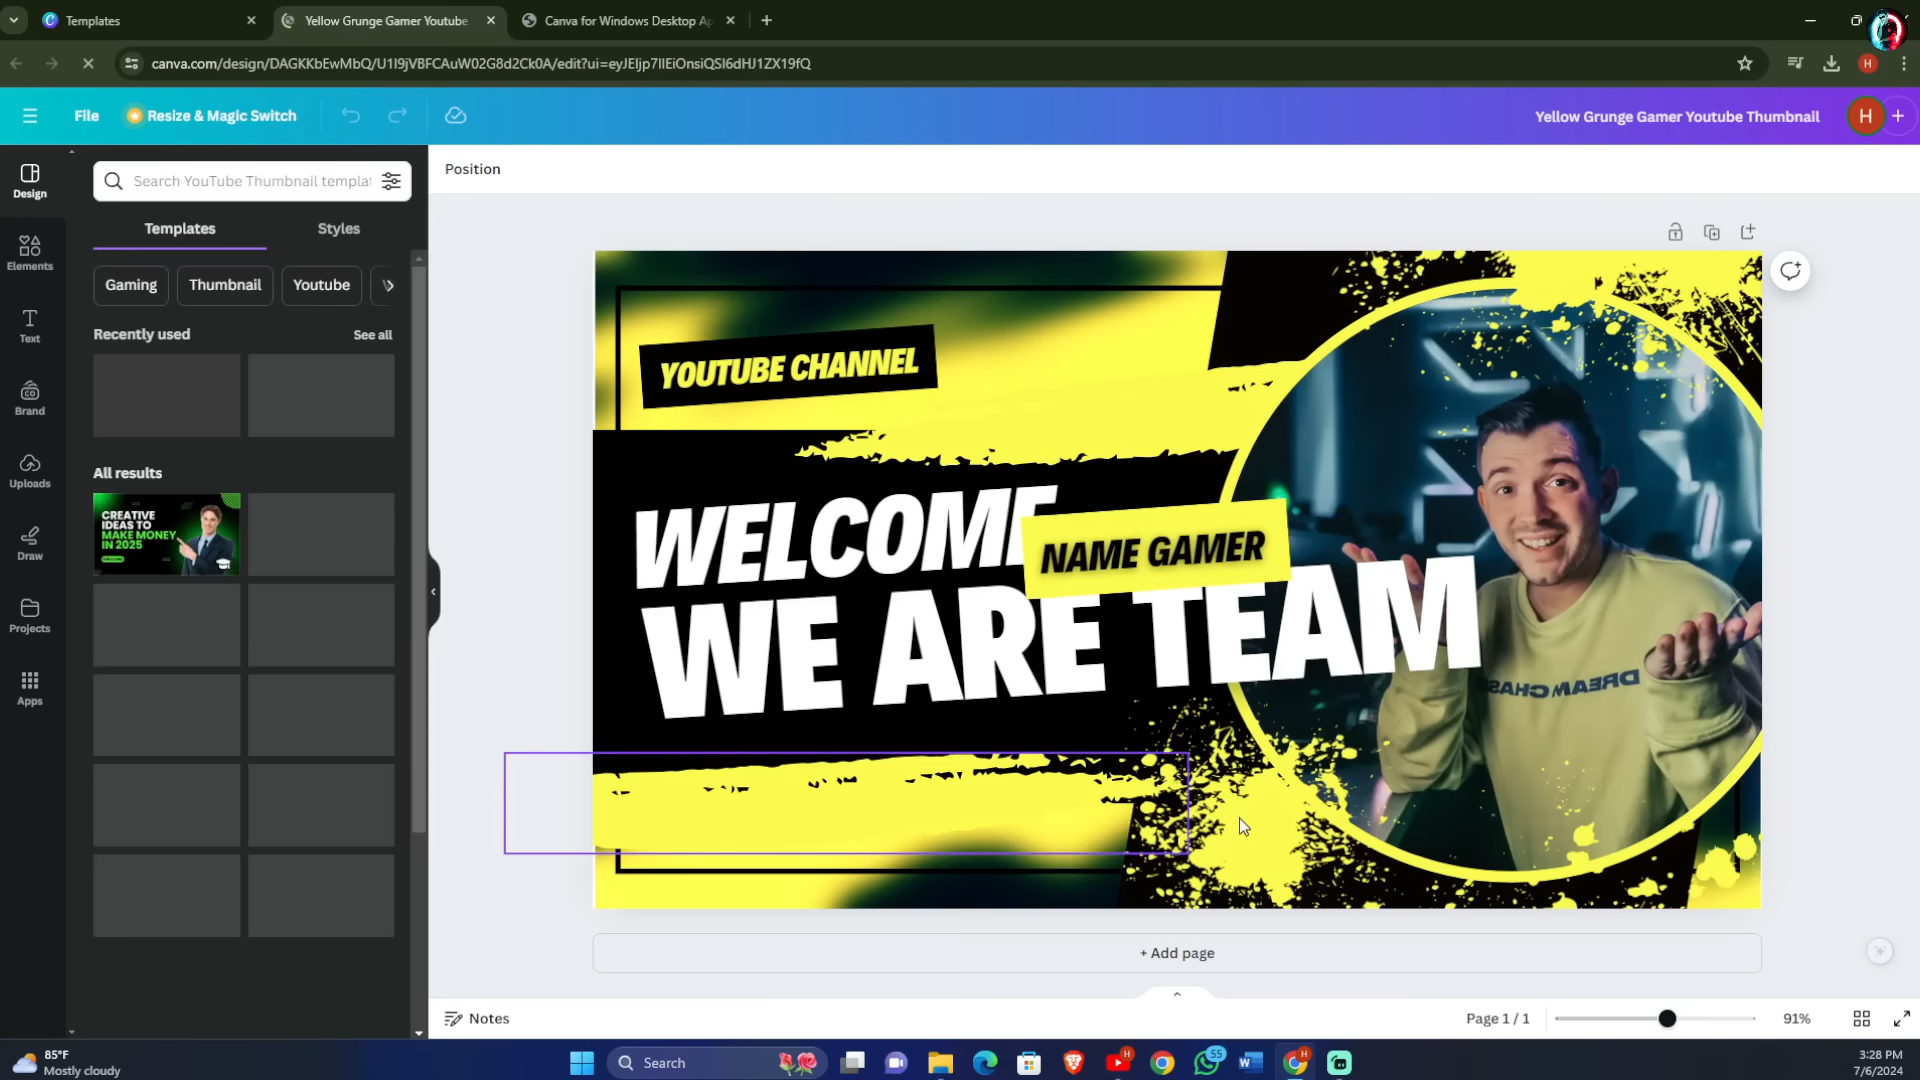 Templates
Yellow Grunge Gamer Youtube
Canva for Windows Desktop Ap
canva.com/design/DAGKKbEwMbQ/U1I9jVBFCAuW02G8d2Ck0A/edit?ui=eyJEIjp7IlEiOnsiQSI6dHJ1ZX19fQ
H
File
Resize & Magic Switch
Yellow Grunge Gamer Youtube Thumbnail
H
Design
Elements
Text
Brand
Uploads
Draw
Projects
Apps
Search YouTube Thumbnail templat
Templates
Styles
Gaming
Thumbnail
Youtube
Recently used
See all
All results
CREATIVE
IDEAS TO
MAKE MONEY
IN 2025
Position
YOUTUBE CHANNEL
WELCOME
NAME GAMER
WE ARE TEAM
DREAM CHAS
+ Add page
Notes
Page 1 / 1
91%
85°F
Mostly cloudy
Search
H
55
H
3:28 PM
7/6/2024